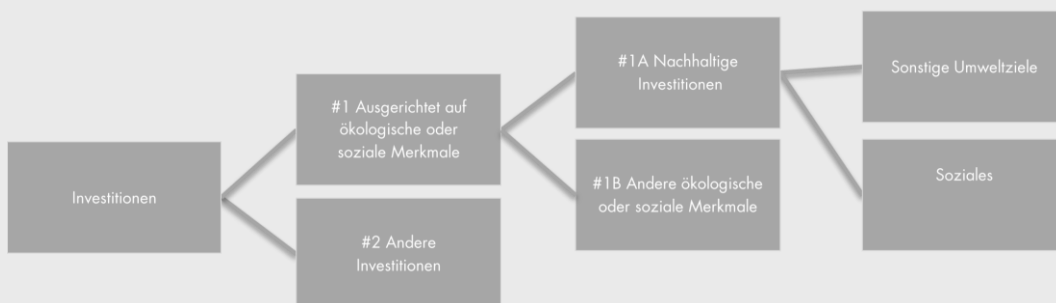 Investitionen
#1 Ausgerichtet auf
ökologische oder
soziale Merkmale
#2 Andere
Investitionen
#1A Nachhaltige
Investitionen
#1B Andere ökologische
oder soziale Merkmale
Sonstige Umweltziele
Soziales